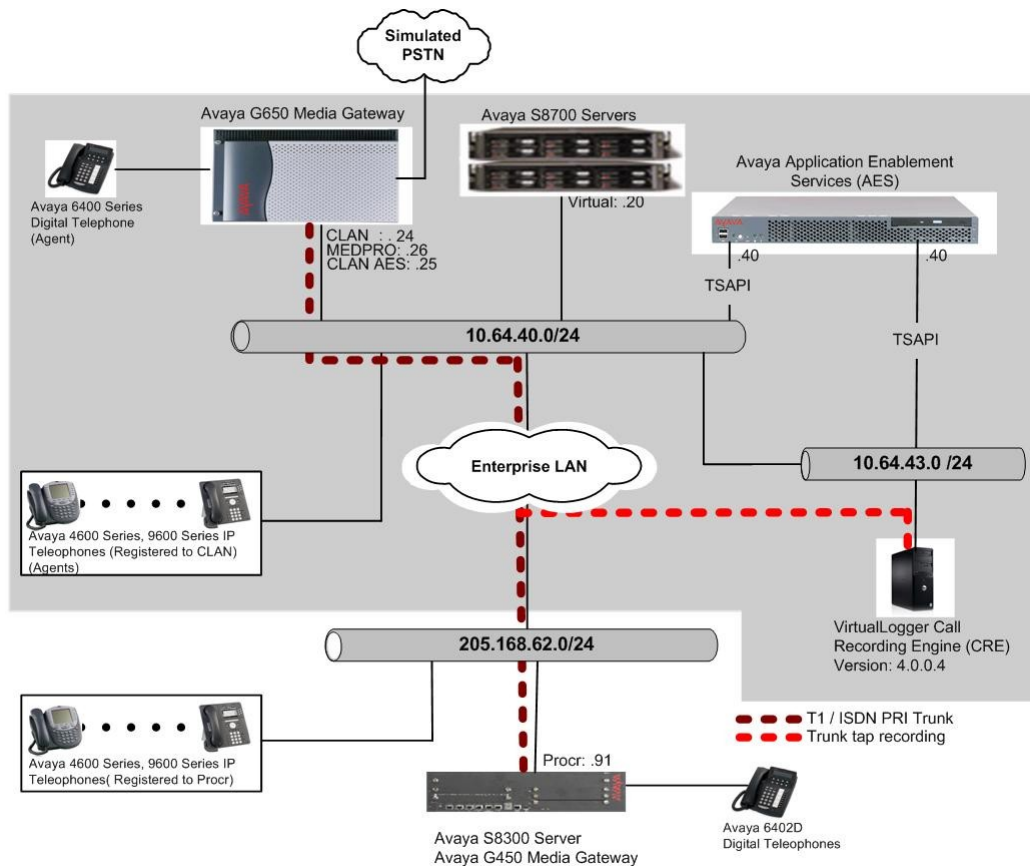 Simulated
PSTN
Avaya G650 Media Gateway
Avaya S8700 Servers
Avaya Application Enablement
Services (AES)
Avaya 6400 Series
Digital Telephone
(Agent)
Virtual: .20
CLAN : . 24
MEDPRO: .26
CLAN AES: .25
.40
.40
TSAPI
TSAPI
10.64.40.0/24
Enterprise LAN
10.64.43.0 /24
Avaya 4600 Series, 9600 Series IP
Teleophones (Registered to CLAN)
(Agents)
VirtualLogger Call
Recording Engine (CRE)
Version: 4.0.0.4
205.168.62.0/24
T1 / ISDN PRI Trunk
Trunk tap recording
Avaya 4600 Series, 9600 Series IP
Teleophones( Registered to Procr)
Procr: .91
Avaya S8300 Server
Avaya G450 Media Gateway
Avaya 6402D
Digital Telephones